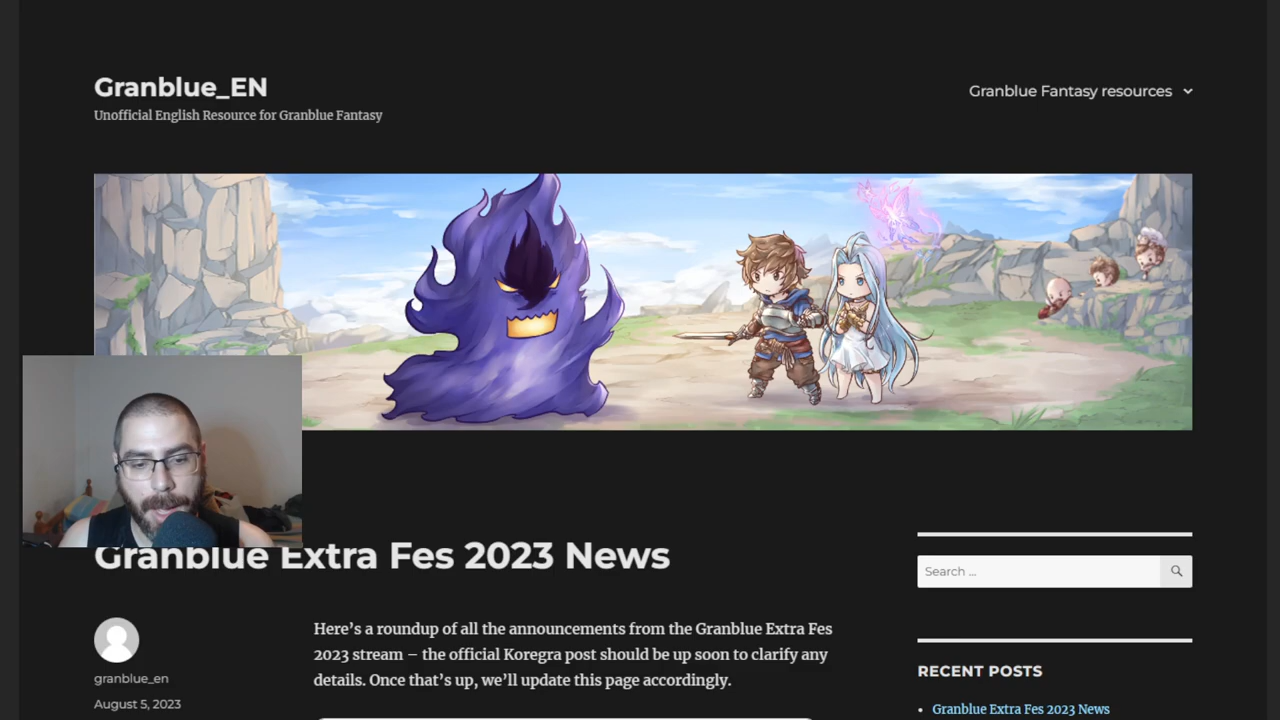 Granblue_EN
Unofficial English Resource for Granblue Fantasy
Granblue Fantasy resources
Granblue Extra Fes 2023 News
granblue_en
August 5, 2023
Here's a roundup of all the announcements from the Granblue Extra Fes
2023 stream – the official Koregra post should be up soon to clarify any
details. Once that's up, we'll update this page accordingly.
Search ...
RECENT POSTS
Granblue Extra Fes 2023 News